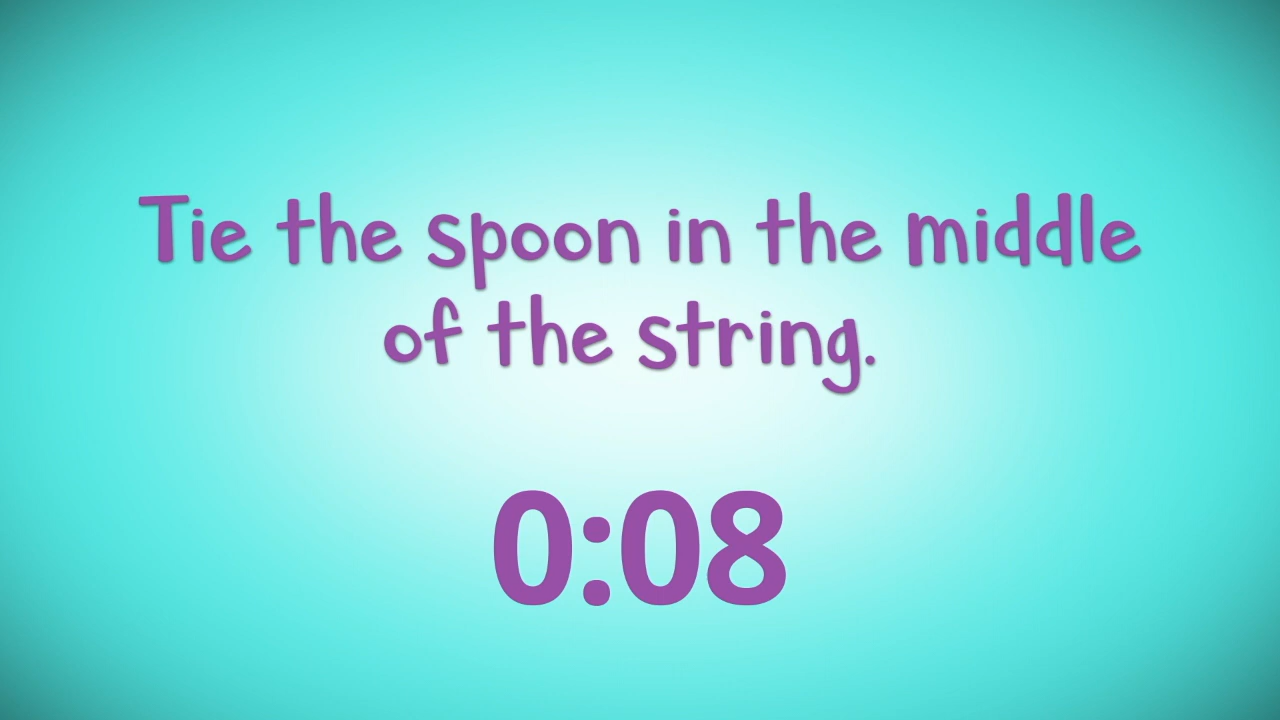 Tie the spoon in the middle
of the string.
0:08